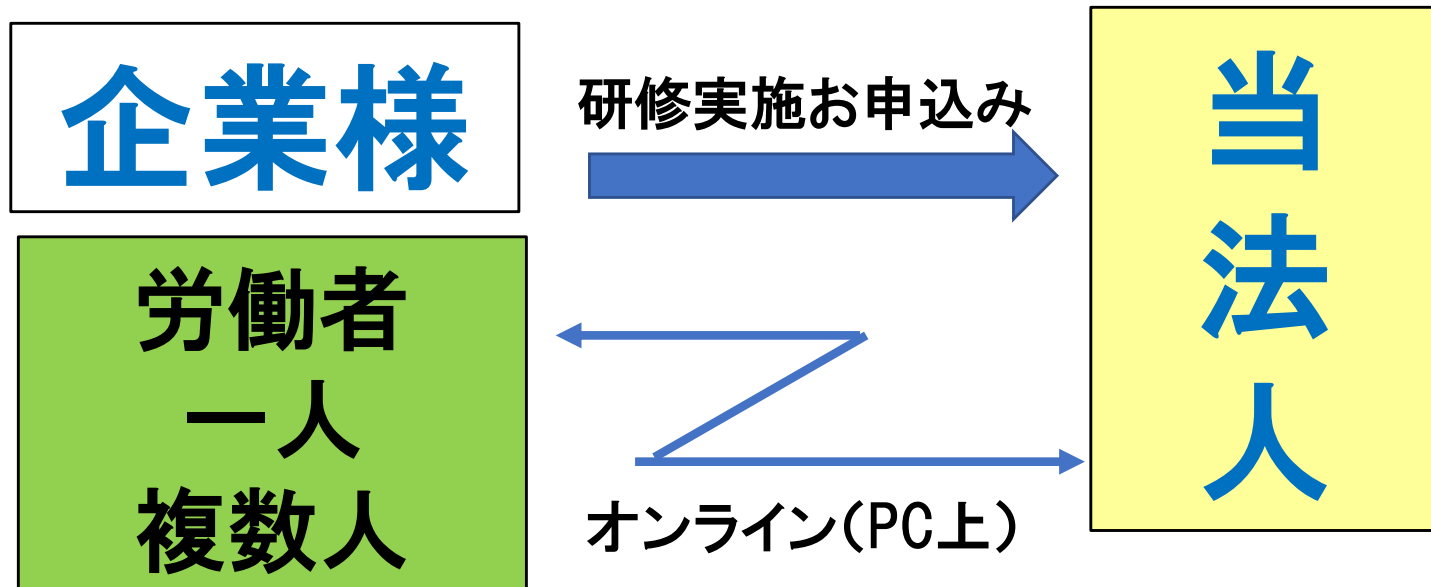 企業様
研修実施お申込み
当法人
労働者
一人
複数人
オンライン(PC上)